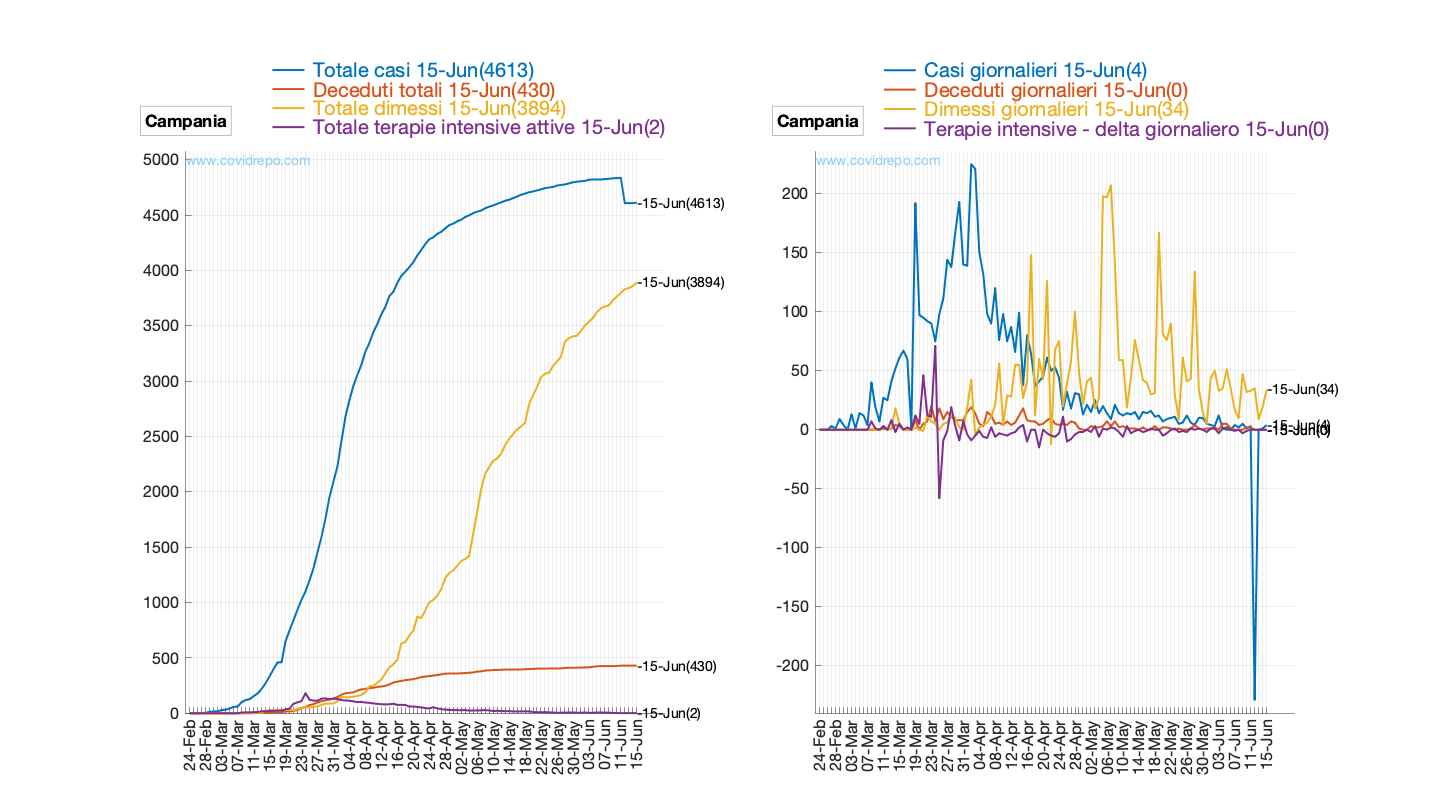 Totale casi 15-Jun(4613)
Deceduti totali 15-Jun(430)
Totale dimessi 15-Jun(3894)
Totale terapie intensive attive 15-Jun(2)
Campania
www.covidrepo.com
5000
4500
4000
3500
3000
2500
2000
1500
1000
500
0
-15-Jun(4613)
-15-Jun(3894)
-15-Jun(430)
-15-Jun(2)
24-Feb
28-Feb
03-Mar
07-Mar
11-Mar
15-Mar
19-Mar
23-Mar
27-Mar
31-Mar
04-Apr
08-Apr
12-Apr
16-Apr
20-Apr
24-Apr
28-Apr
02-May
06-May
10-May
14-May
18-May
22-May
26-May
30-May
03-Jun
07-Jun
11-Jun
15-Jun
Casi giornalieri 15-Jun(4)
Deceduti giornalieri 15-Jun(0)
Dimessi giornalieri 15-Jun(34)
Terapie intensive - delta giornaliero 15-Jun(0)
Campania
www.covidrepo.com
200
150
100
50
0
-50
-100
-150
-200
-15-Jun(34)
-15-Jun(4)
-15-Jun(0)
24-Feb
28-Feb
03-Mar
07-Mar
11-Mar
15-Mar
19-Mar
23-Mar
27-Mar
31-Mar
04-Apr
08-Apr
12-Apr
16-Apr
20-Apr
24-Apr
28-Apr
02-May
06-May
10-May
14-May
18-May
22-May
26-May
30-May
03-Jun
07-Jun
11-Jun
15-Jun